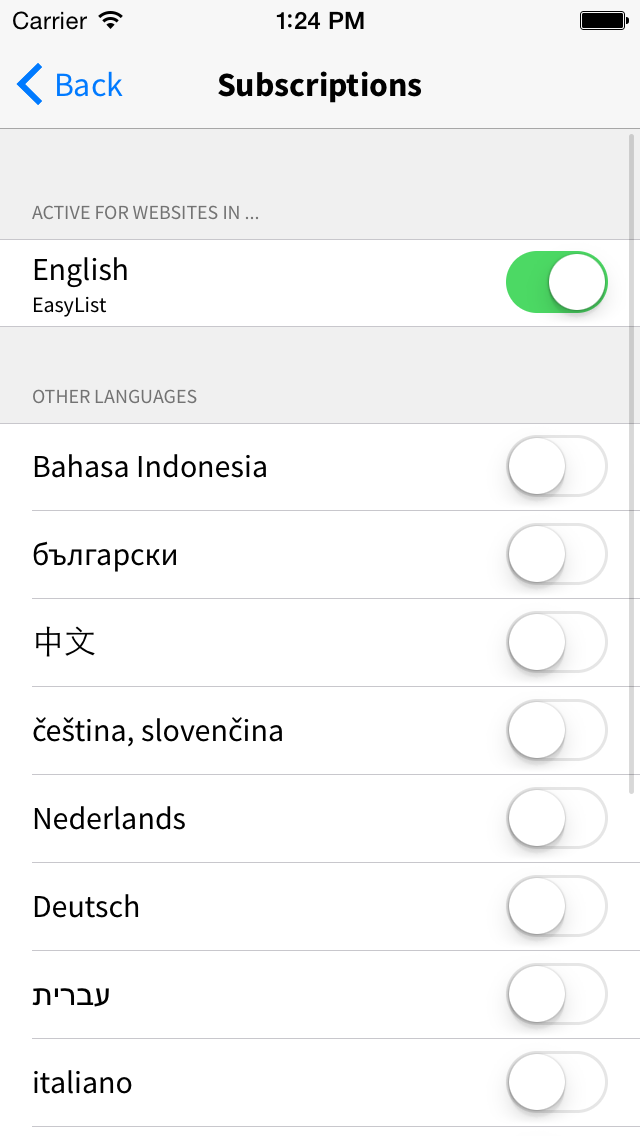 Carrier 1:24 PM
Back Subscriptions
ACTIVE FOR WEBSITES IN ...
English
EasyList
OTHER LANGUAGES
Bahasa Indonesia
български
中文
čeština, slovenčina
Nederlands
Deutsch
עברית
italiano